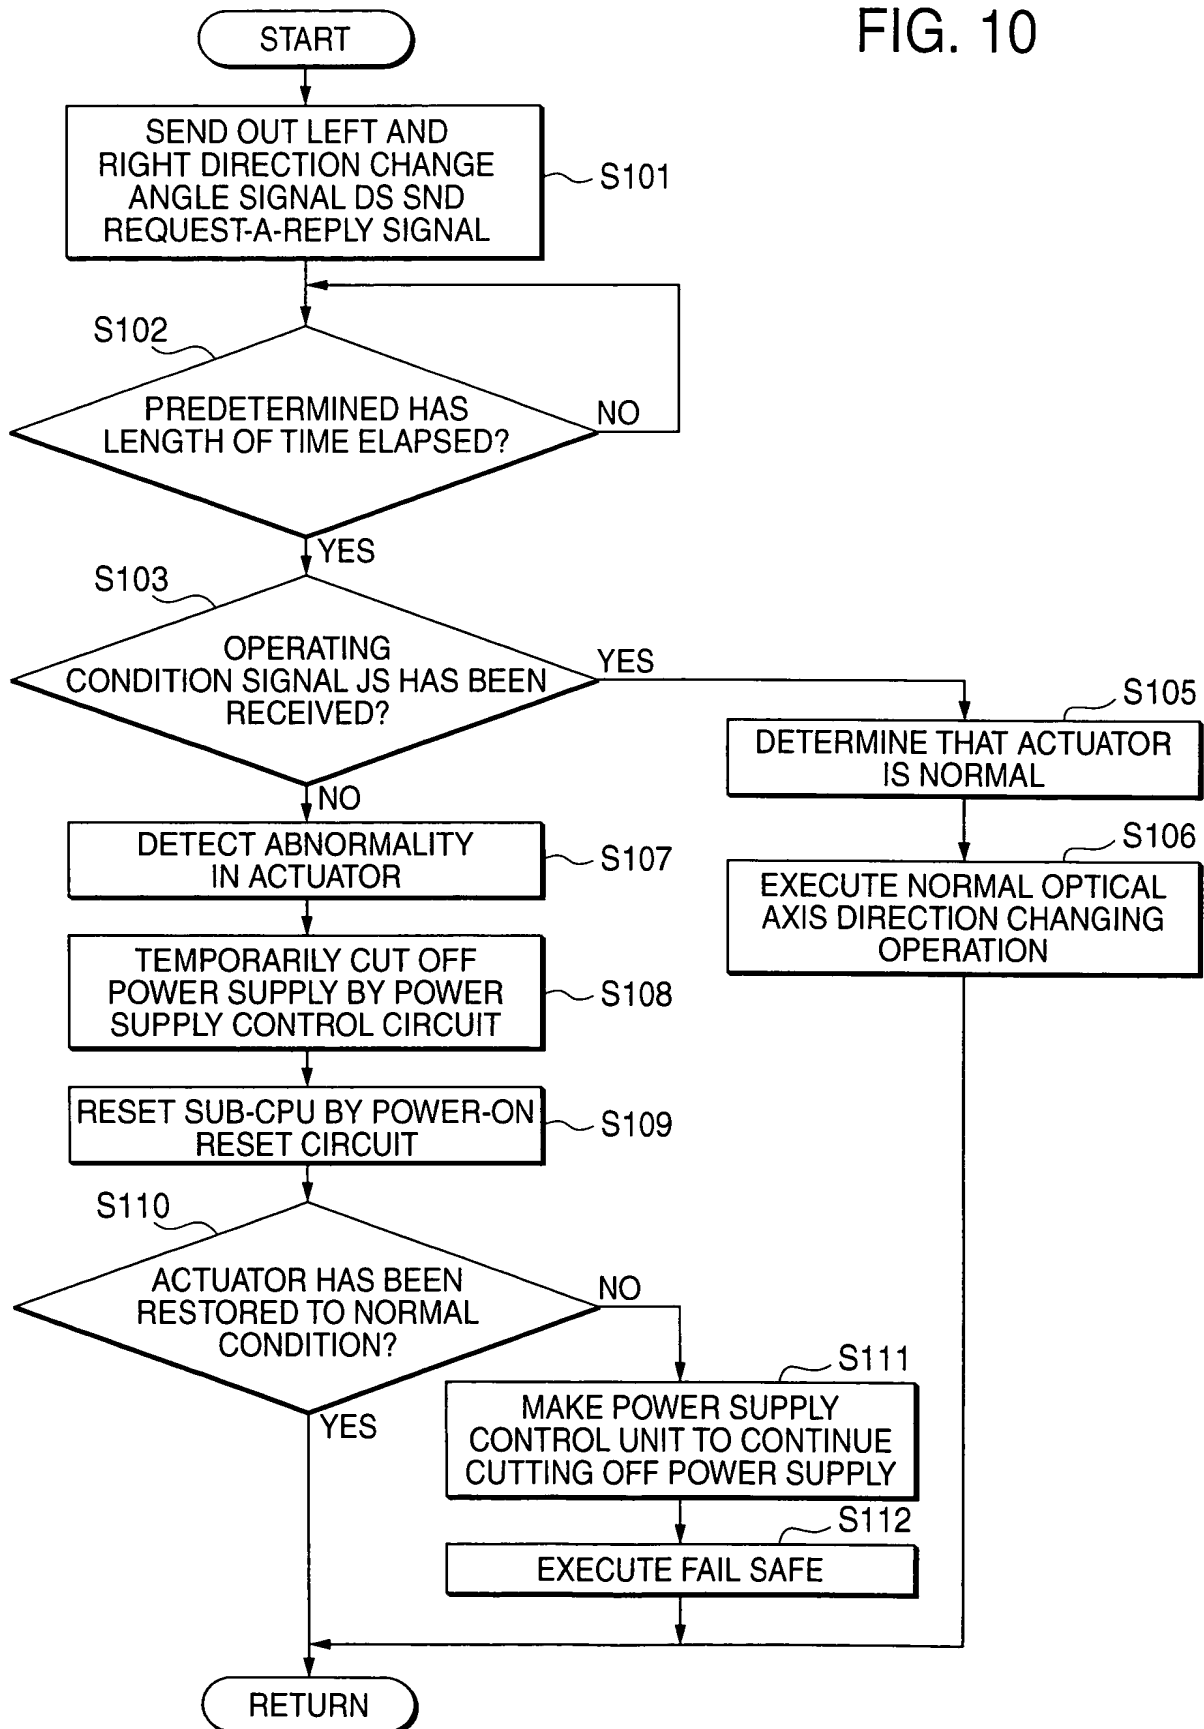 FIG. 10
START
SEND OUT LEFT AND
RIGHT DIRECTION CHANGE
ANGLE SIGNAL DS SND
REQUEST-A-REPLY SIGNAL
S101
S102
PREDETERMINED HAS
LENGTH OF TIME ELAPSED?
NO
YES
S103
OPERATING
CONDITION SIGNAL JS HAS BEEN
RECEIVED?
YES
NO
S105
DETERMINE THAT ACTUATOR
IS NORMAL
S106
EXECUTE NORMAL OPTICAL
AXIS DIRECTION CHANGING
OPERATION
DETECT ABNORMALITY
IN ACTUATOR
S107
TEMPORARILY CUT OFF
POWER SUPPLY BY POWER
SUPPLY CONTROL CIRCUIT
S108
RESET SUB-CPU BY POWER-ON
RESET CIRCUIT
S109
S110
ACTUATOR HAS BEEN
RESTORED TO NORMAL
CONDITION?
NO
YES
S111
MAKE POWER SUPPLY
CONTROL UNIT TO CONTINUE
CUTTING OFF POWER SUPPLY
S112
EXECUTE FAIL SAFE
RETURN